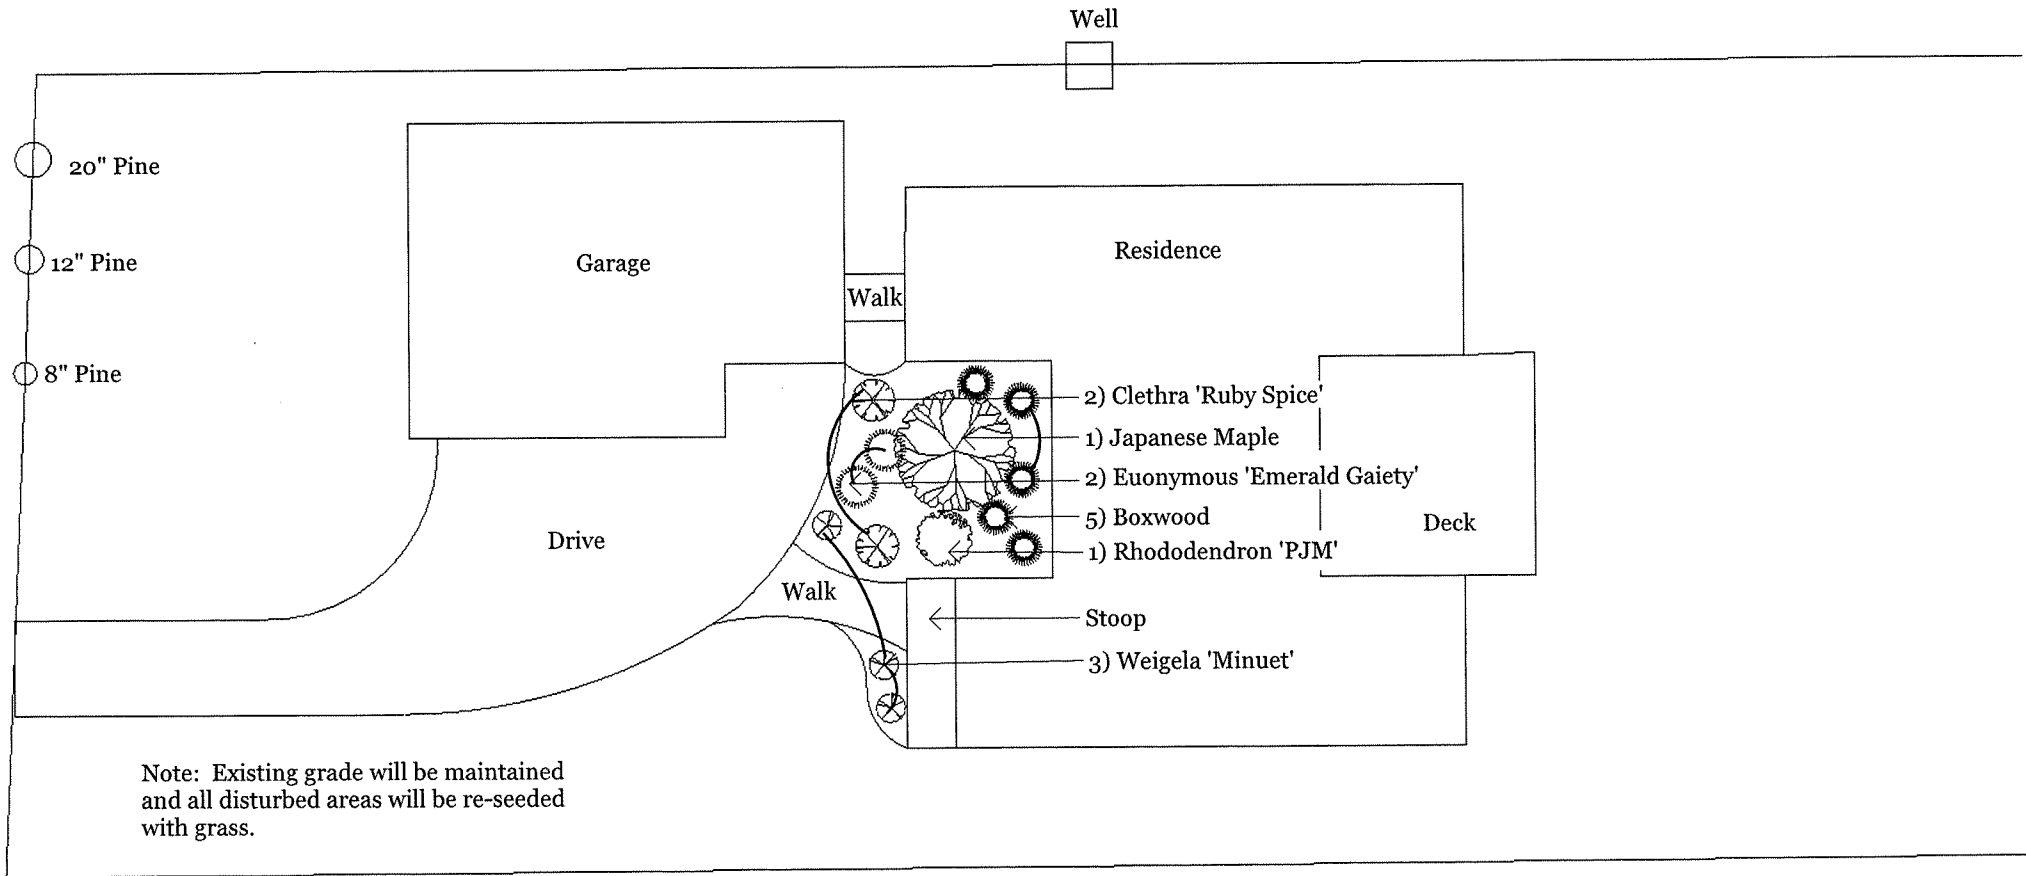 Well
20" Pine
12" Pine
8" Pine
Garage
Walk
Residence
2) Clethra 'Ruby Spice'
1) Japanese Maple
2) Euonymous 'Emerald Gaiety'
5) Boxwood
1) Rhododendron 'PJM'
Deck
Drive
Walk
Stoop
3) Weigela 'Minuet'
Note: Existing grade will be maintained
and all disturbed areas will be re-seeded
with grass.